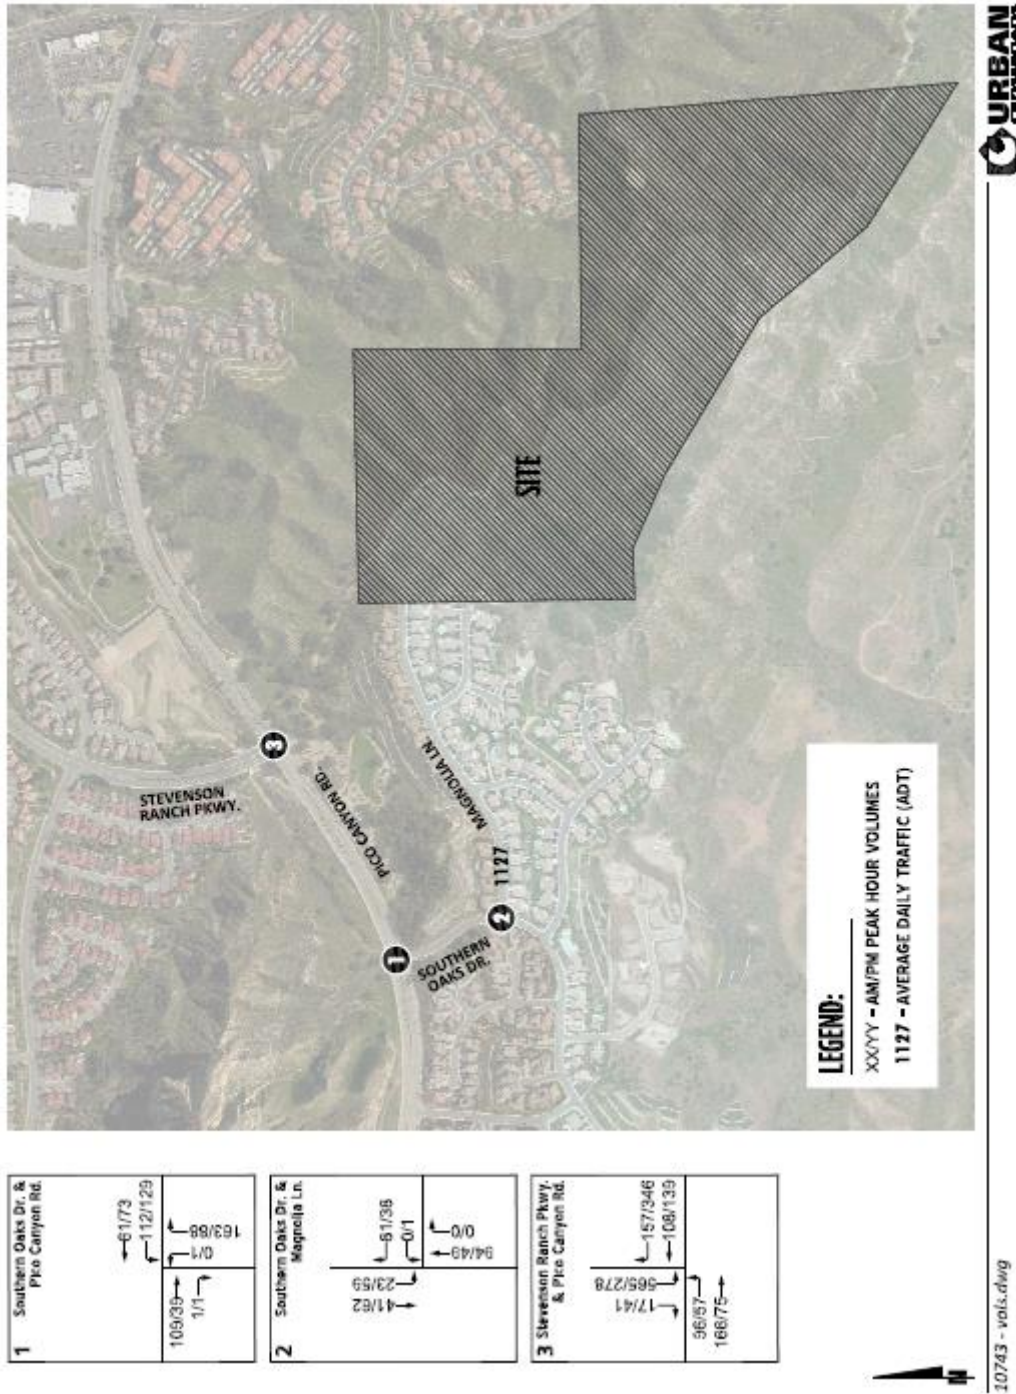 1 Southern Oaks Dr. &
Pico Canyon Rd.
61/73
112/129
109/39
1/1
0/1
163/88
2 Southern Oaks Dr. &
Magnolia Ln.
61/38
0/1
41/62
23/59
94/49
0/0
3 Stevenson Ranch Pkwy.
& Pico Canyon Rd.
157/346
108/139
17/41
565/278
96/57
166/75
N
STEVENSON
RANCH PKWY.
PICO CANYON RD.
MAGNOLIA LN.
SOUTHERN
OAKS DR.
1127
1
2
3
SITE
LEGEND:
XX/YY - AM/PM PEAK HOUR VOLUMES
1127 - AVERAGE DAILY TRAFFIC (ADT)
10743 - vols.dwg
URBAN